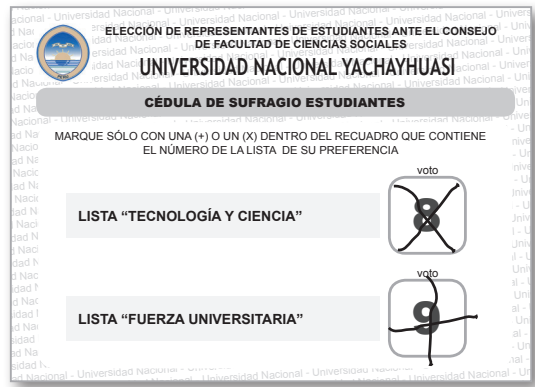 ELECCIÓN DE REPRESENTANTES DE ESTUDIANTES ANTE EL CONSEJO
DE FACULTAD DE CIENCIAS SOCIALES
UNIVERSIDAD NACIONAL YACHAYHUASI
CÉDULA DE SUFRAGIO ESTUDIANTES
MARQUE SÓLO CON UNA (+) O UN (X) DENTRO DEL RECUADRO QUE CONTIENE
EL NÚMERO DE LA LISTA DE SU PREFERENCIA
voto
LISTA “TECNOLOGÍA Y CIENCIA”
8
voto
LISTA “FUERZA UNIVERSITARIA”
9